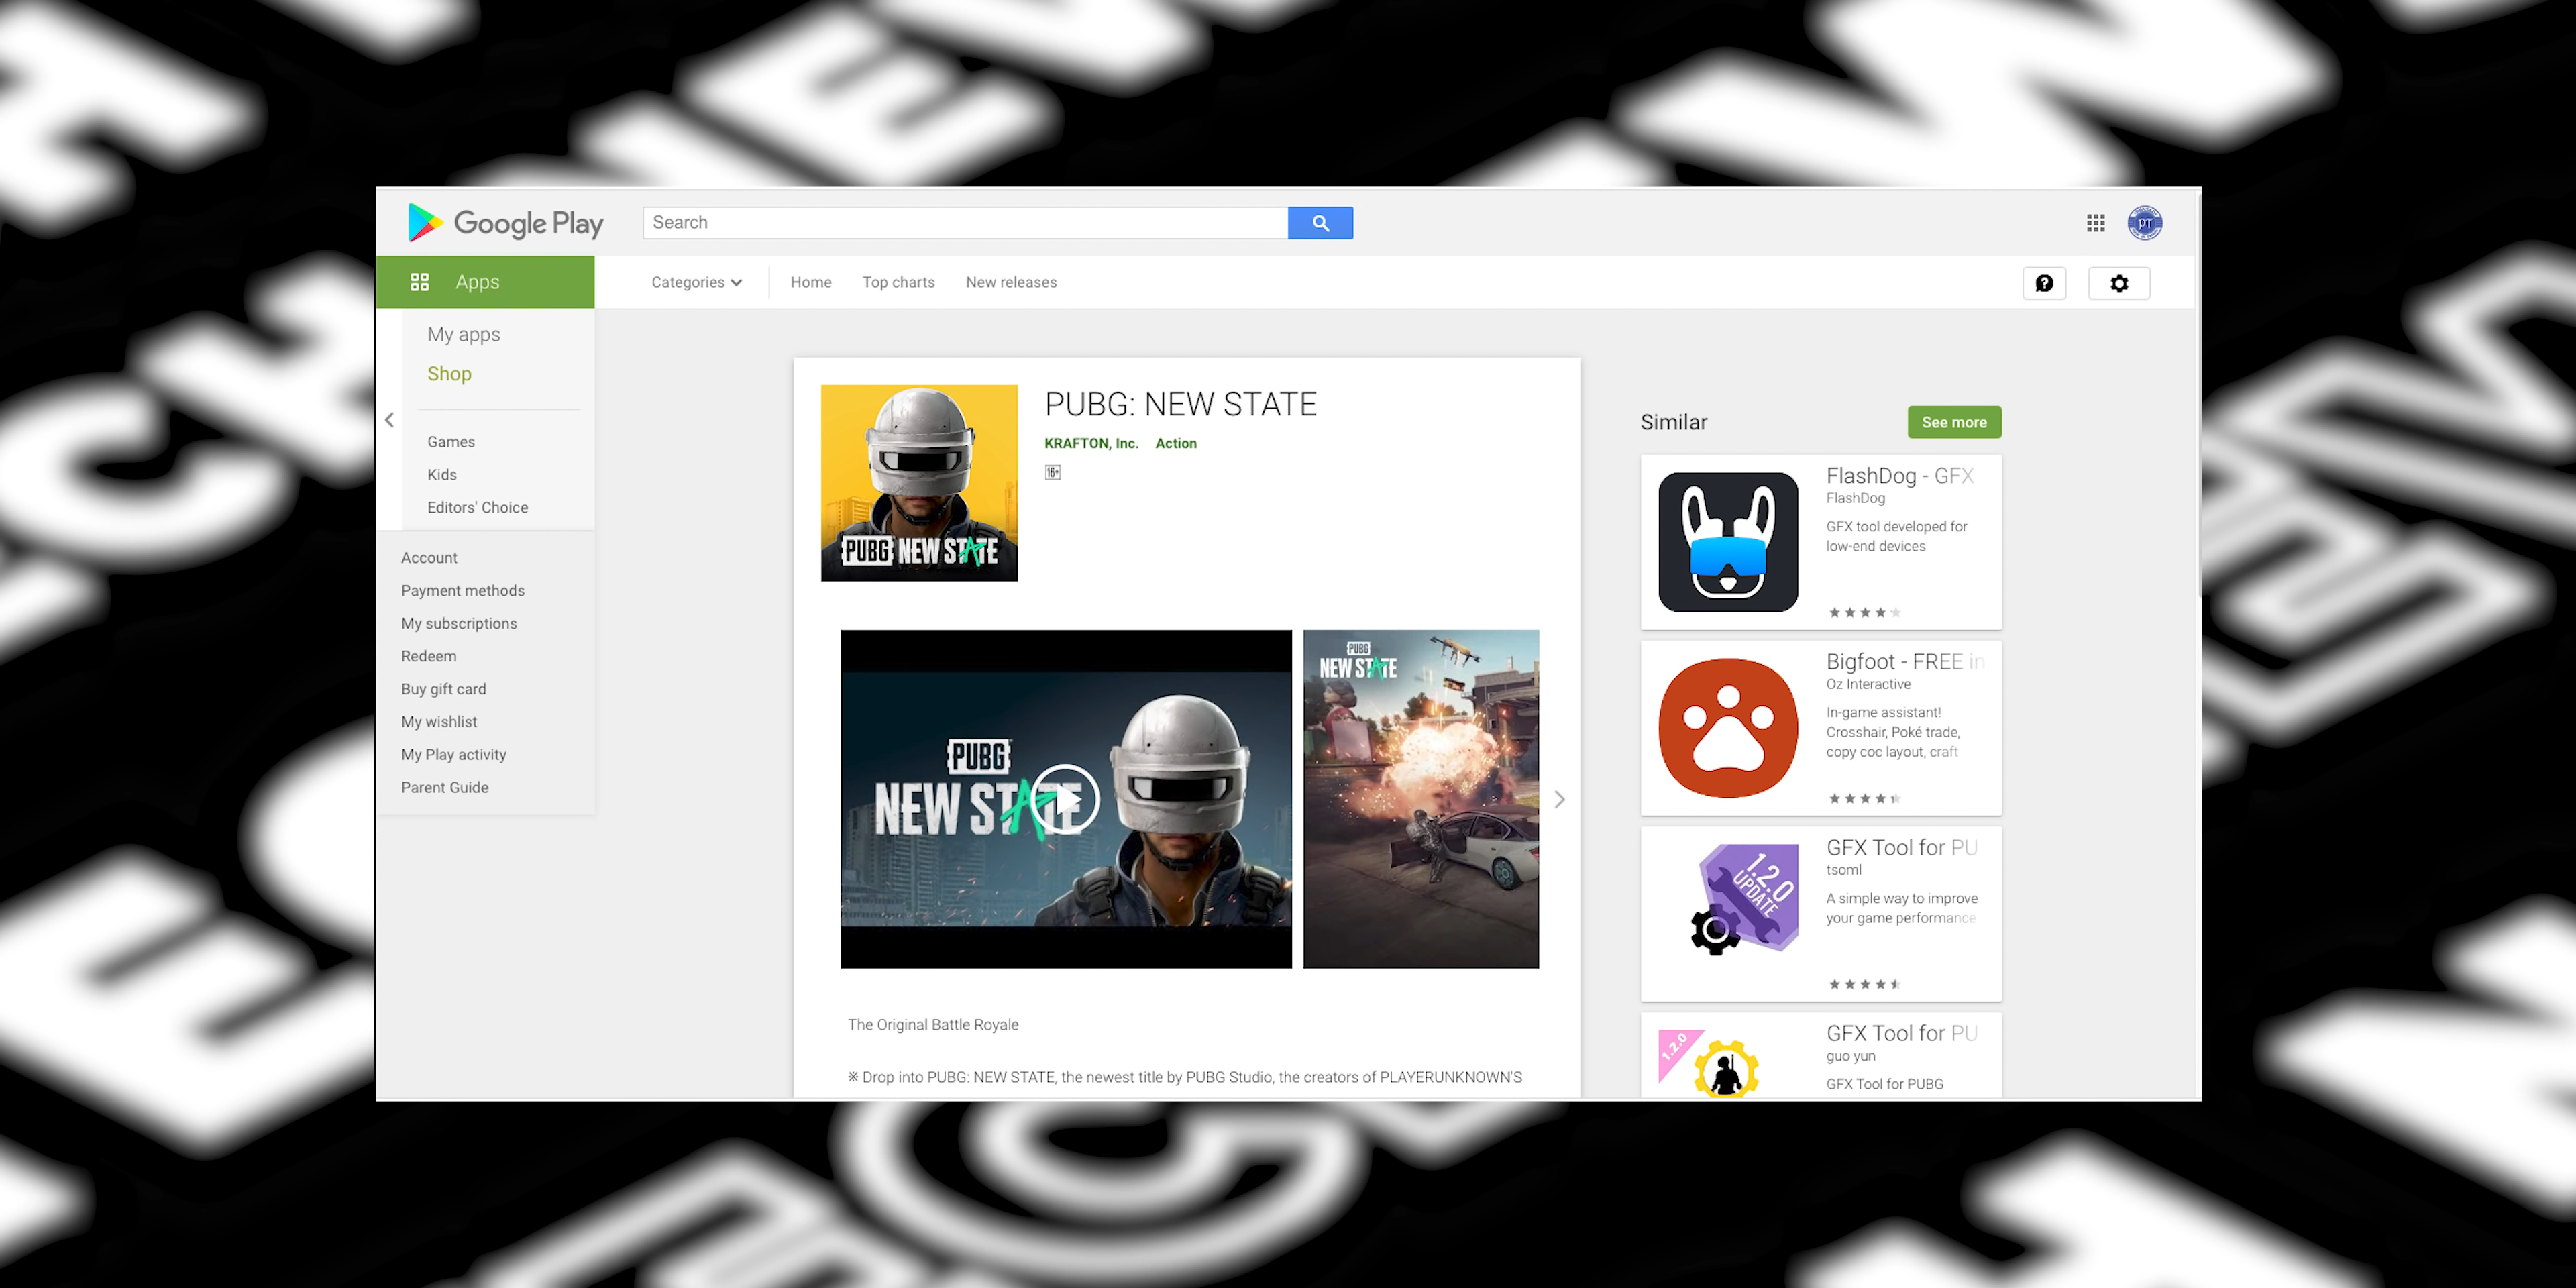 Google Play
Search
PT
Apps
Categories
Home
Top charts
New releases
My apps
Shop
Games
Kids
Editors' Choice
Account
Payment methods
My subscriptions
Redeem
Buy gift card
My wishlist
My Play activity
Parent Guide
PUBG NEW STATE
PUBG: NEW STATE
KRAFTON, Inc.
Action
16+
PUBG
NEW STATE
PUBG
NEW STATE
The Original Battle Royale
※ Drop into PUBG: NEW STATE, the newest title by PUBG Studio, the creators of PLAYERUNKNOWN'S
Similar
See more
FlashDog - GFX
FlashDog
GFX tool developed for
low-end devices
Bigfoot - FREE in
Oz Interactive
In-game assistant!
Crosshair, Poké trade,
copy coc layout, craft
1.2.0
UPDATE
GFX Tool for PU
tsoml
A simple way to improve
your game performance
1.2.0
GFX Tool for PU
guo yun
GFX Tool for PUBG